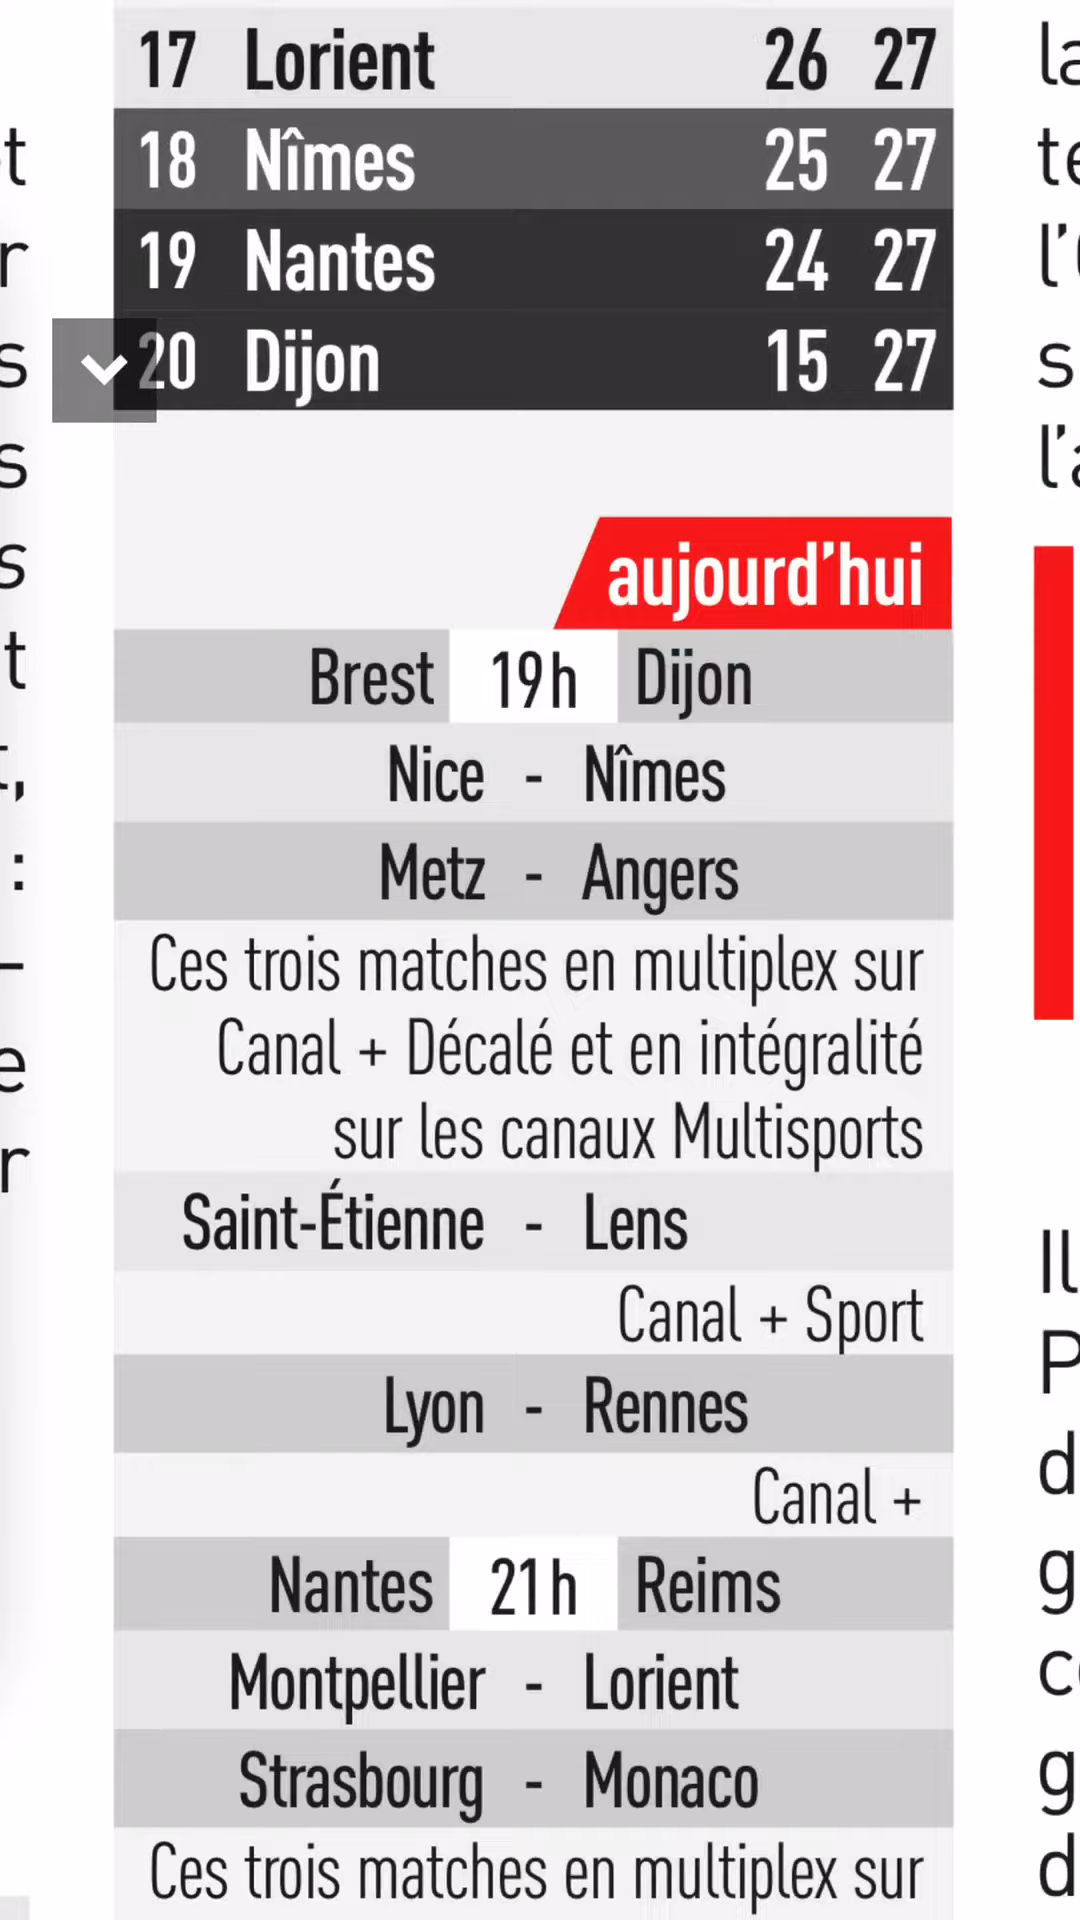 17 Lorient 26 27
18 Nîmes 25 27
19 Nantes 24 27
20 Dijon 15 27
aujourd’hui
Brest 19h Dijon
Nice - Nîmes
Metz - Angers
Ces trois matches en multiplex sur
Canal + Décalé et en intégralité
sur les canaux Multisports
Saint-Étienne - Lens
Canal + Sport
Lyon - Rennes
Canal +
Nantes 21h Reims
Montpellier - Lorient
Strasbourg - Monaco
Ces trois matches en multiplex sur